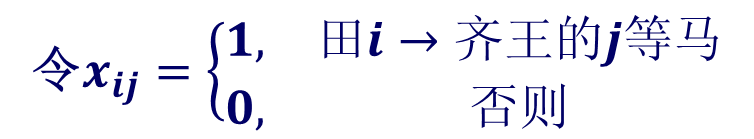 令xij = { 1, 田i → 齐王的j等马
0, 否则